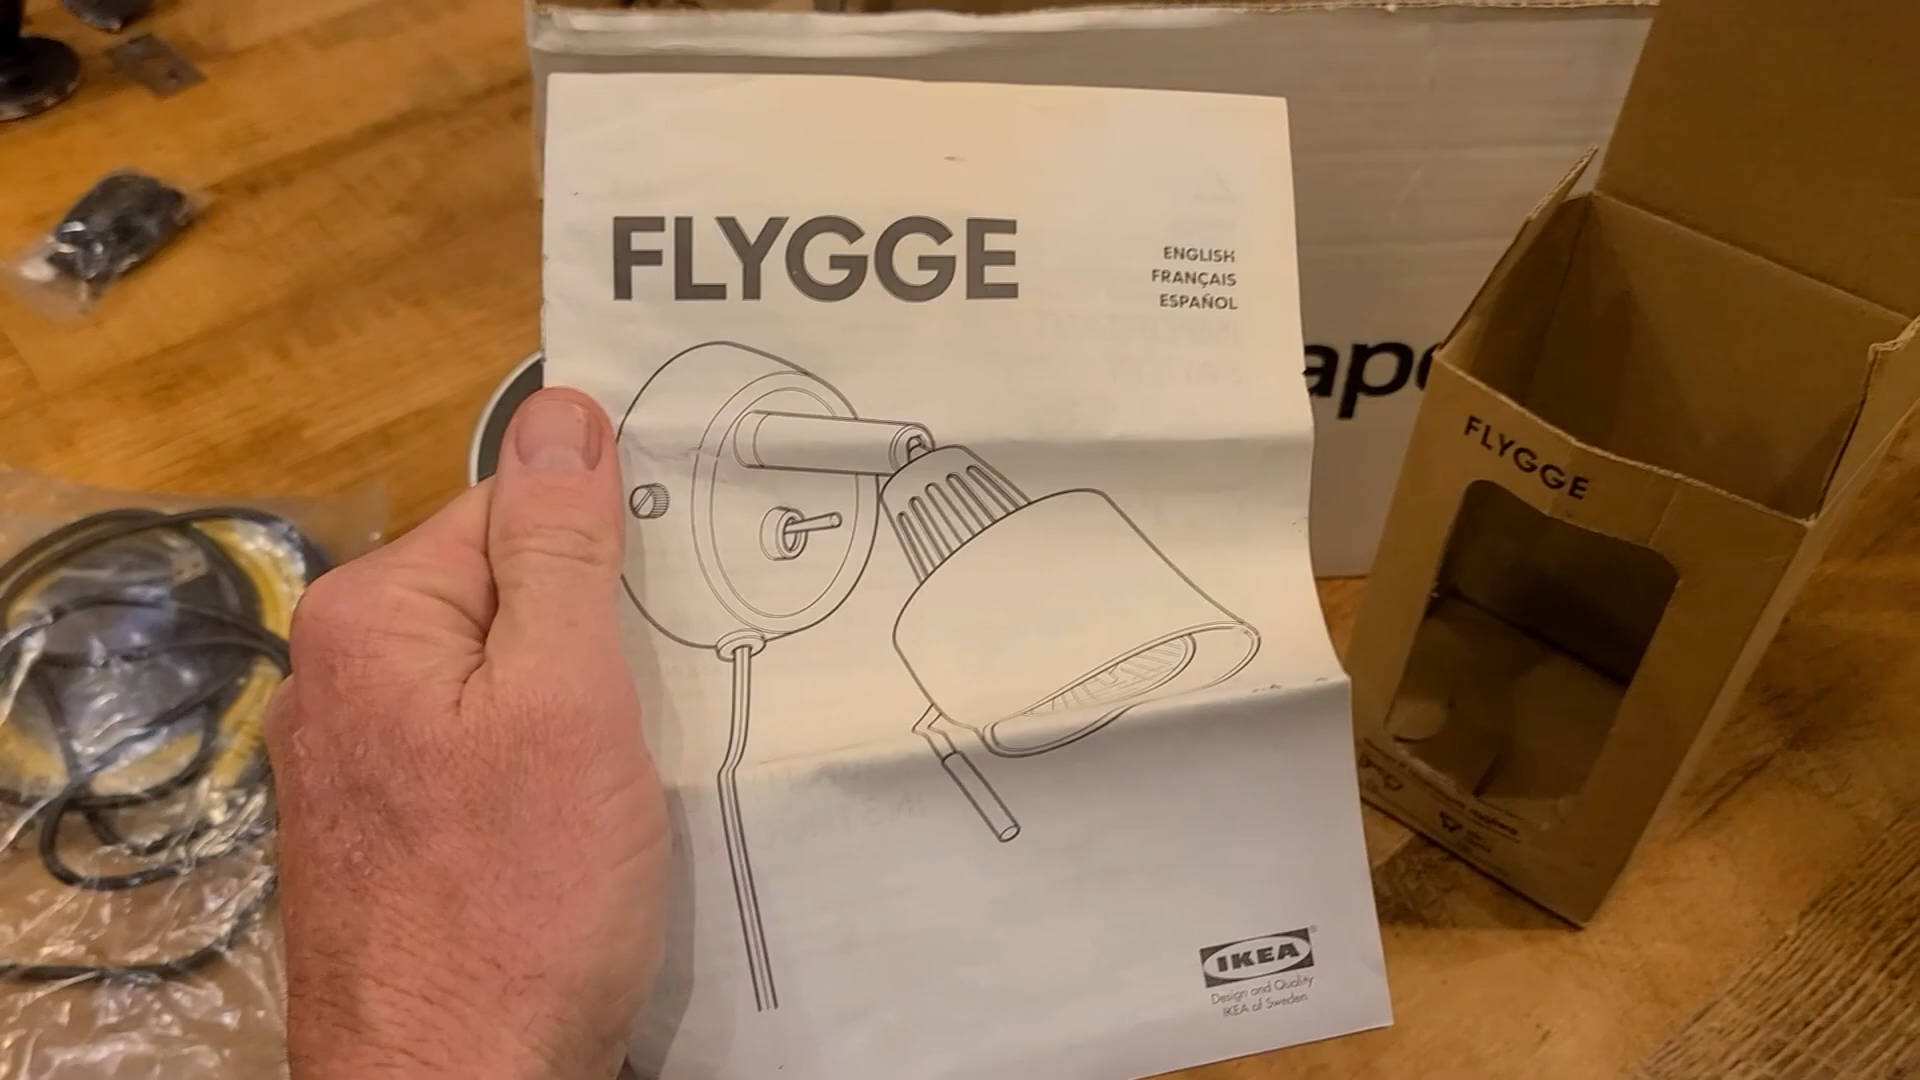 FLYGGE
ENGLISH
FRANÇAIS
ESPAÑOL
IKEA
®
Design and Quality
IKEA of Sweden
ape
FLYGGE